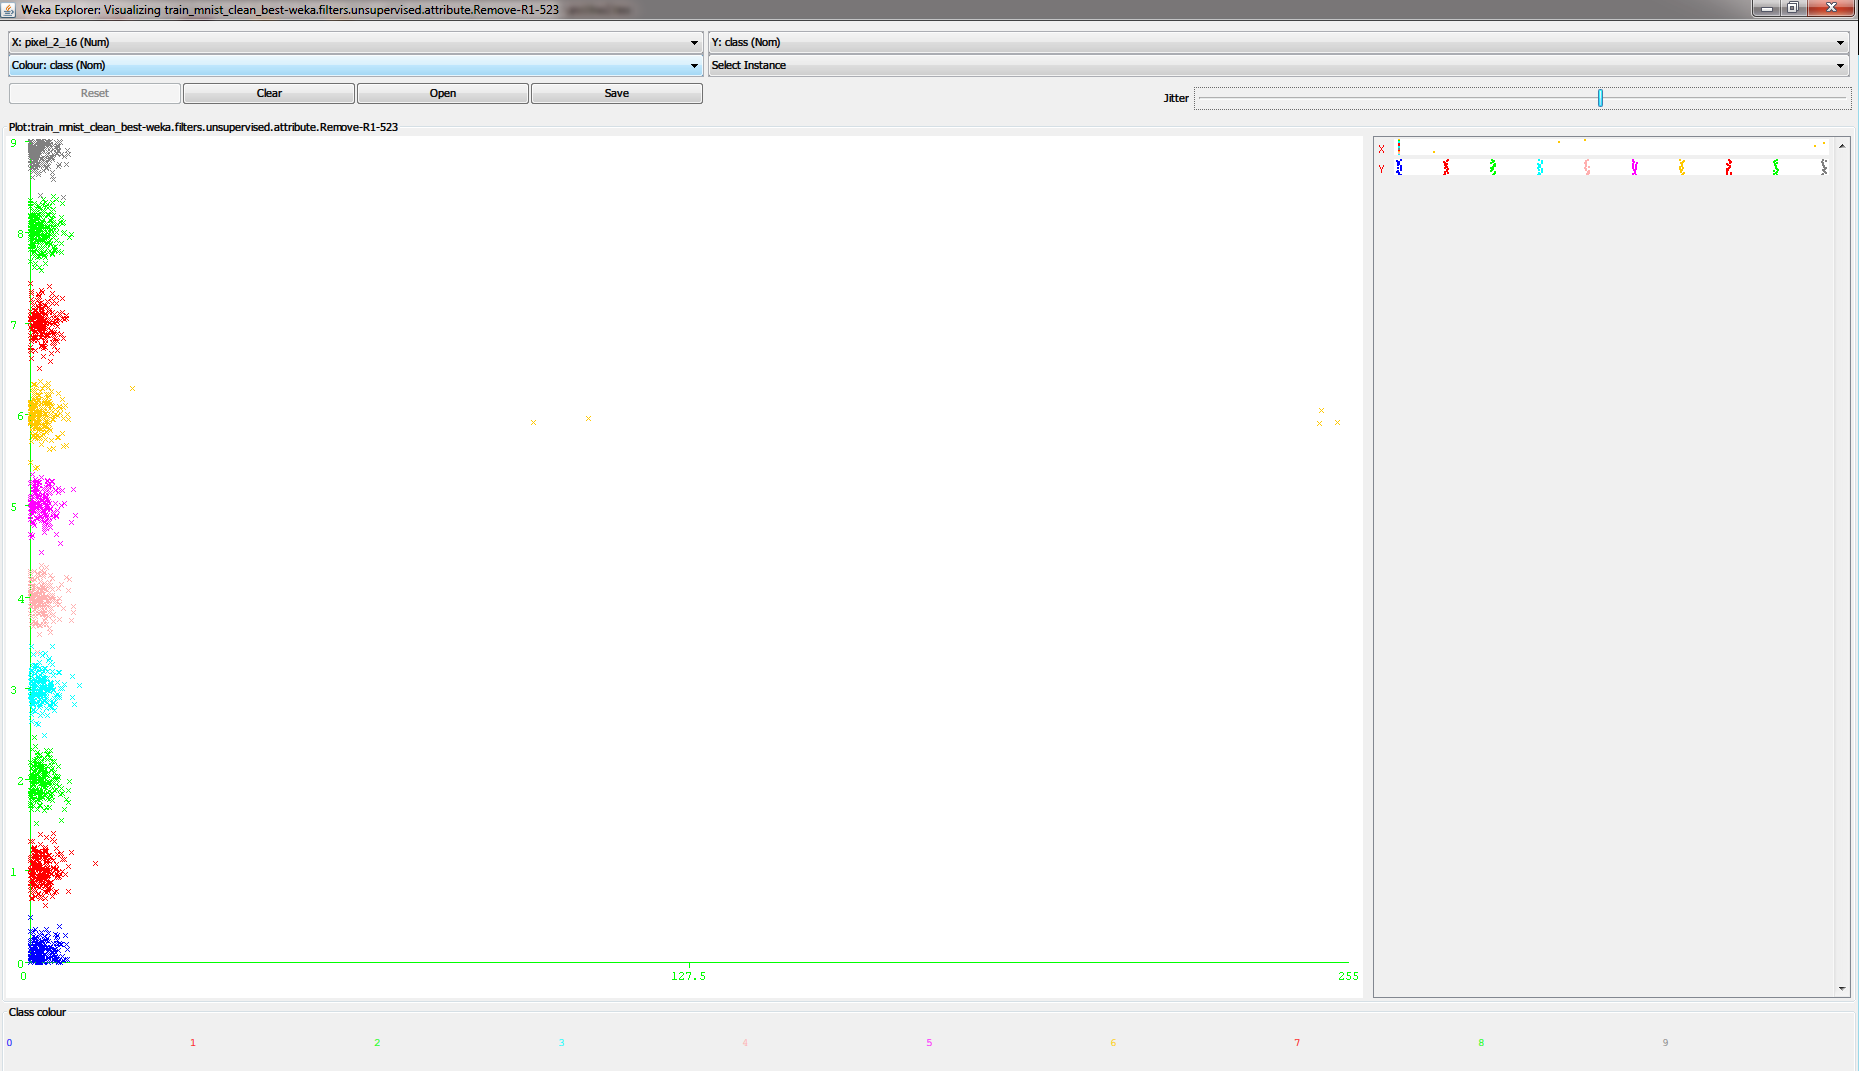 Weka Explorer: Visualizing train_mnist_clean_best-weka.filters.unsupervised.attribute.Remove-R1-523
X: pixel_2_16 (Num)
Y: class (Nom)
Colour: class (Nom)
Select Instance
Reset
Clear
Open
Save
Jitter
Plot:train_mnist_clean_best-weka.filters.unsupervised.attribute.Remove-R1-523
9
8
7
6
5
4
3
2
1
0
0
127.5
255
X
Y
Class colour
0 1 2 3 4 5 6 7 8 9